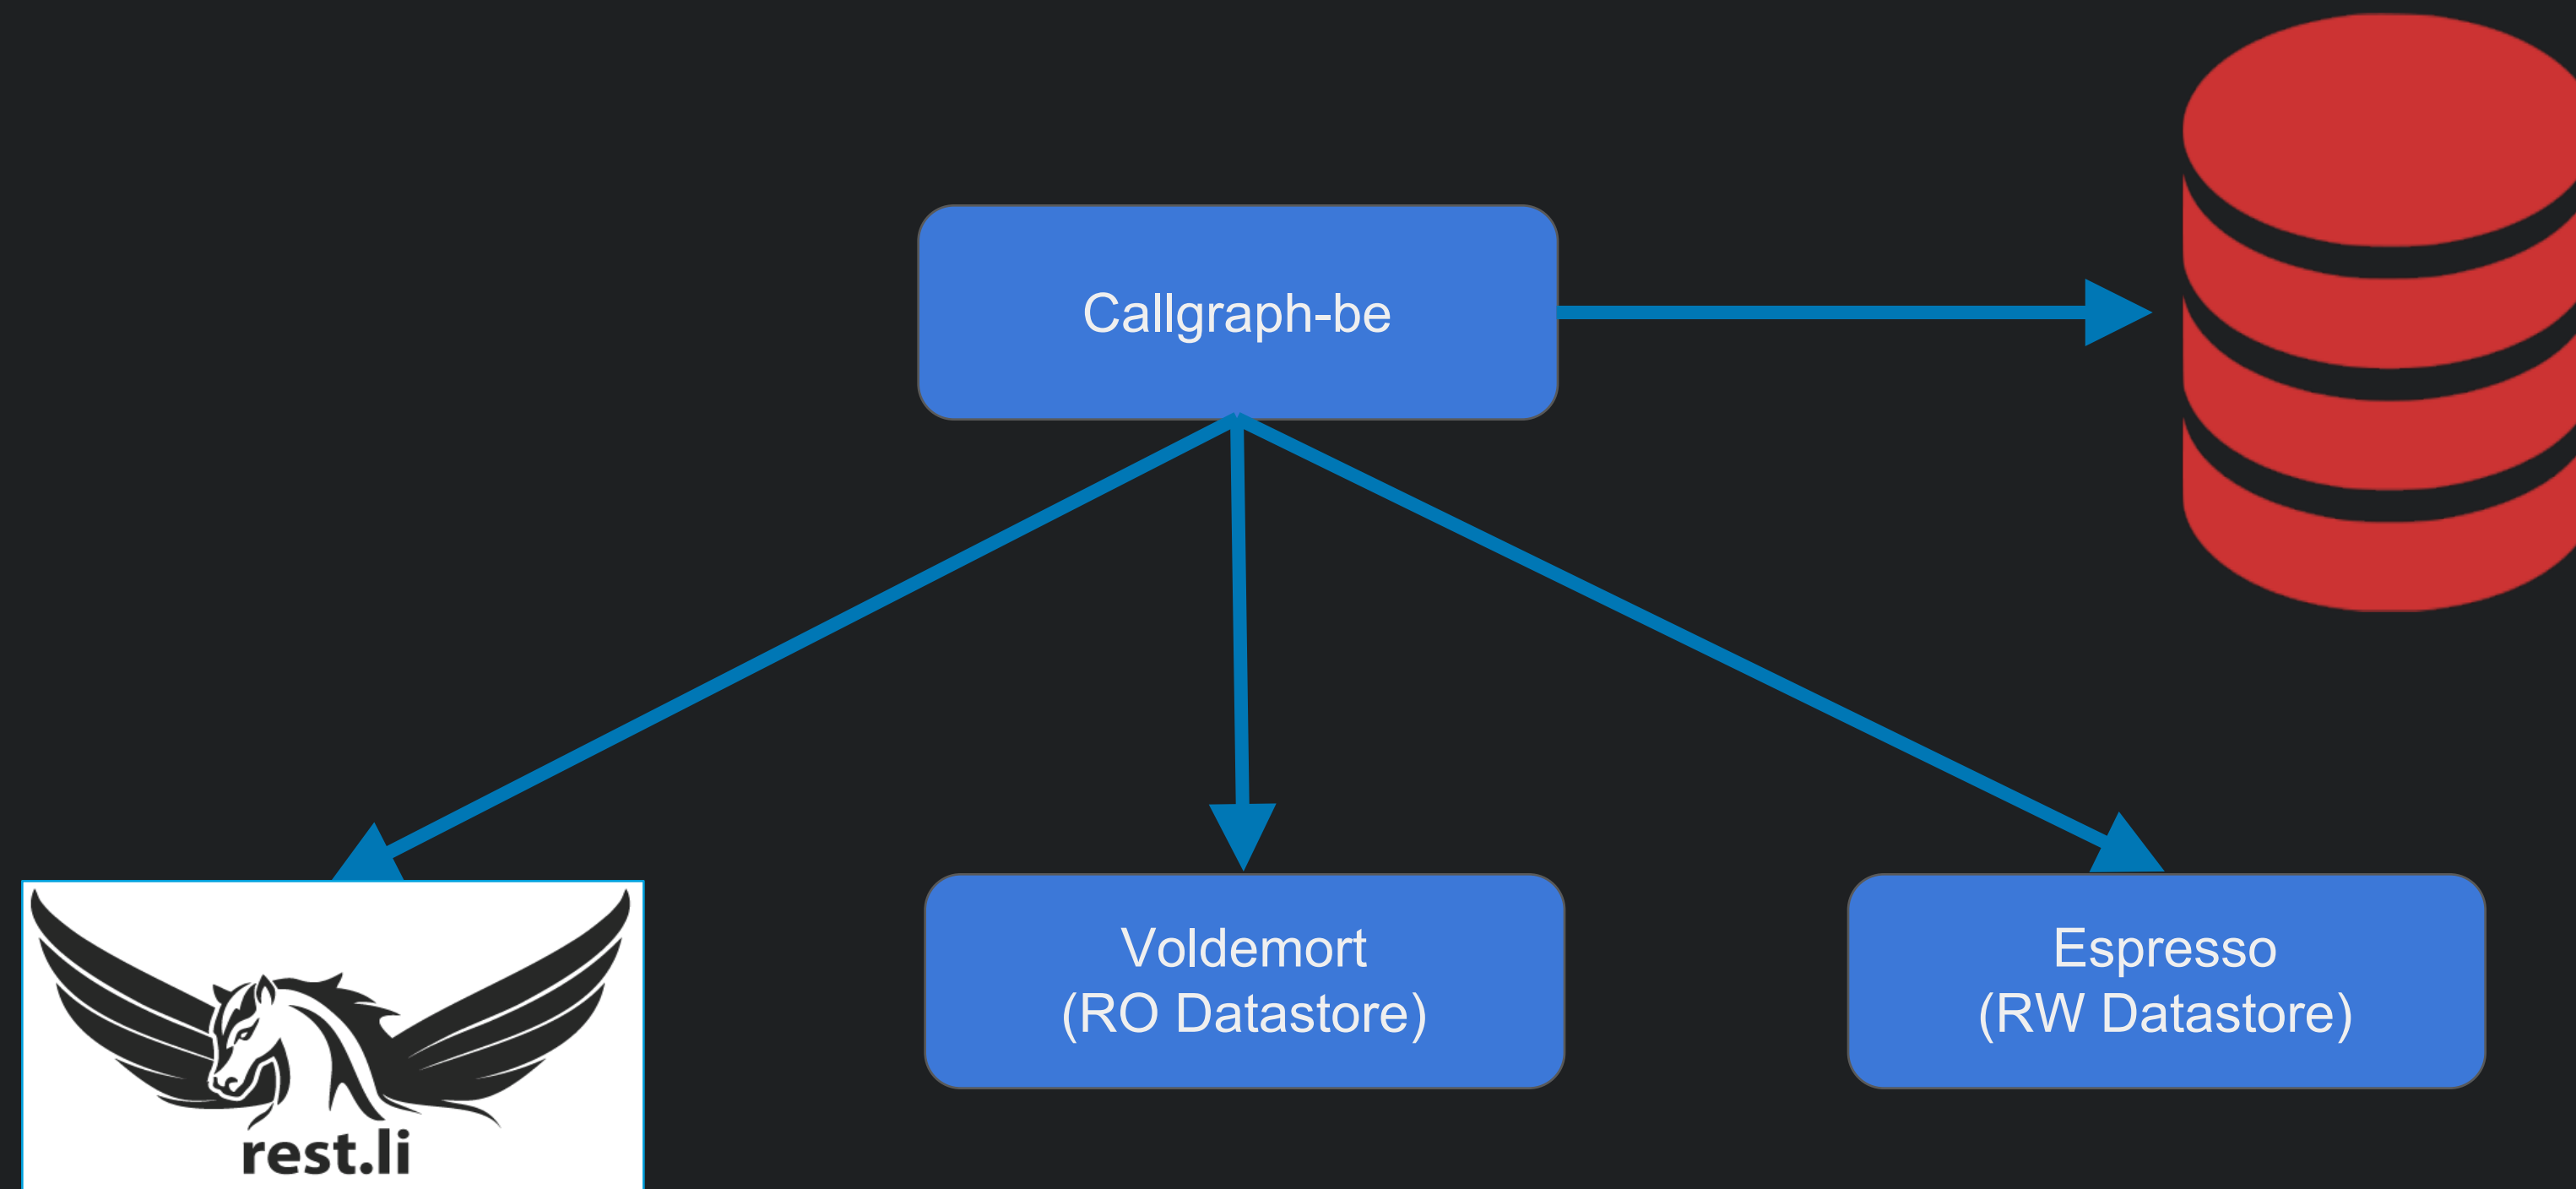 Callgraph-be
Voldemort
(RO Datastore)
Espresso
(RW Datastore)
rest.li